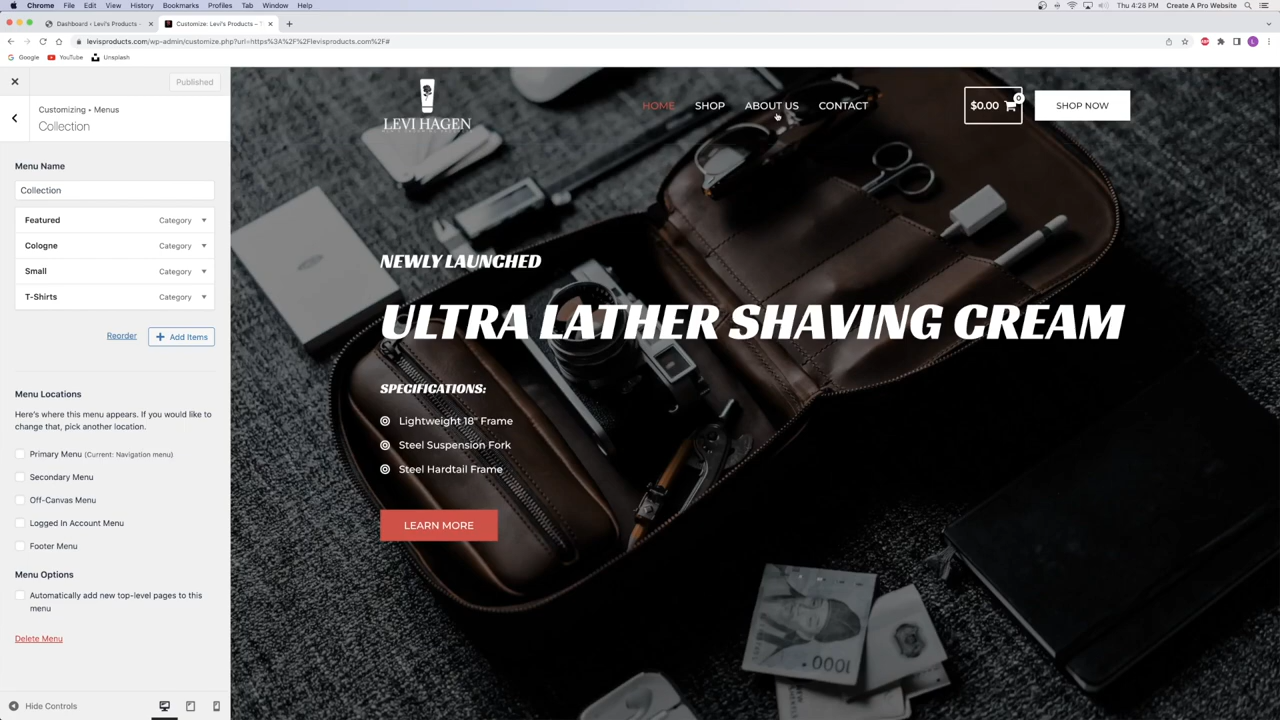 Chrome File Edit View History Bookmarks Profiles Tab Window Help
Thu 4:28 PM Create A Pro Website
Dashboard ‹ Levi's Products -
Customize: Levi's Products – T
levisproducts.com/wp-admin/customize.php?url=https%3A%2F%2Flevisproducts.com%2F#
Google YouTube Unsplash
Published
Customizing ▸ Menus
Collection
Menu Name
Collection
Featured Category
Cologne Category
Small Category
T-Shirts Category
Reorder
Add Items
Menu Locations
Here's where this menu appears. If you would like to
change that, pick another location.
Primary Menu (Current: Navigation menu)
Secondary Menu
Off-Canvas Menu
Logged In Account Menu
Footer Menu
Menu Options
Automatically add new top-level pages to this
menu
Delete Menu
Hide Controls
LEVI HAGEN
HOME SHOP ABOUT US CONTACT
$0.00 0
SHOP NOW
NEWLY LAUNCHED
ULTRA LATHER SHAVING CREAM
SPECIFICATIONS:
Lightweight 18" Frame
Steel Suspension Fork
Steel Hardtail Frame
LEARN MORE
1000